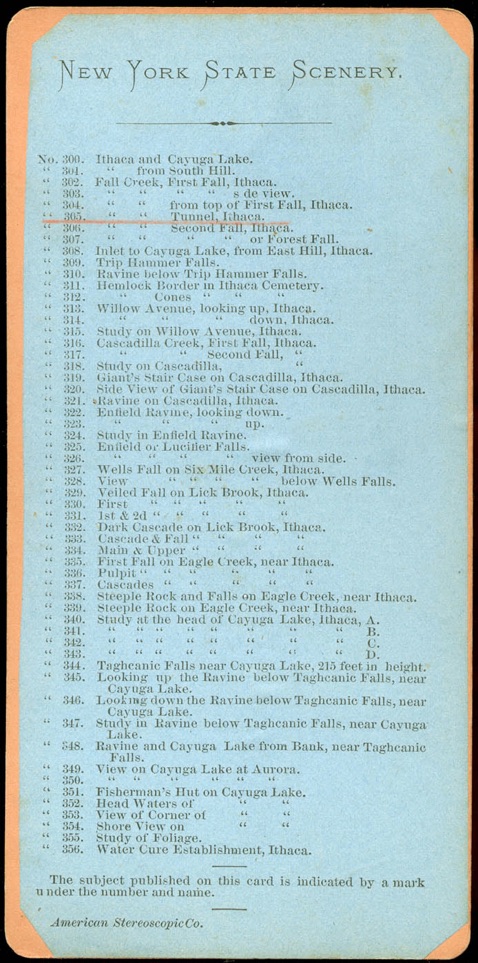 NEW YORK STATE SCENERY.
No. 300. Ithaca and Cayuga Lake.
“ 301. “ from South Hill.
“ 302. Fall Creek, First Fall, Ithaca.
“ 303. “ “ “ “ s de view.
“ 304. “ “ from top of First Fall, Ithaca.
“ 305. “ “ Tunnel, Ithaca.
“ 306. “ “ Second Fall, Ithaca.
“ 307. “ “ “ “ or Forest Fall.
“ 308. Inlet to Cayuga Lake, from East Hill, Ithaca.
“ 309. Trip Hammer Falls.
“ 310. Ravine below Trip Hammer Falls.
“ 311. Hemlock Border in Ithaca Cemetery.
“ 312. “ Cones “ “ “
“ 313. Willow Avenue, looking up, Ithaca.
“ 314. “ “ “ down, Ithaca.
“ 315. Study on Willow Avenue, Ithaca.
“ 316. Cascadilla Creek, First Fall, Ithaca.
“ 317. “ “ Second Fall, “
“ 318. Study on Cascadilla, “
“ 319. Giant's Stair Case on Cascadilla, Ithaca.
“ 320. Side View of Giant's Stair Case on Cascadilla, Ithaca.
“ 321. Ravine on Cascadilla, Ithaca.
“ 322. Enfield Ravine, looking down.
“ 323. “ “ “ up.
“ 324. Study in Enfield Ravine.
“ 325. Enfield or Lucifier Falls.
“ 326. “ “ “ “ view from side.
“ 327. Wells Fall on Six Mile Creek, Ithaca.
“ 328. View “ “ “ “ below Wells Falls.
“ 329. Veiled Fall on Lick Brook, Ithaca.
“ 330. First “ “ “ “
“ 331. 1st & 2d “ “ “ “ “
“ 332. Dark Cascade on Lick Brook, Ithaca.
“ 333. Cascade & Fall “ “ “ “
“ 334. Main & Upper “ “ “ “
“ 335. First Fall on Eagle Creek, near Ithaca.
“ 336. Pulpit “ “ “ “ “ “
“ 337. Cascades “ “ “ “ “
“ 338. Steeple Rock and Falls on Eagle Creek, near Ithaca.
“ 339. Steeple Rock on Eagle Creek, near Ithaca.
“ 340. Study at the head of Cayuga Lake, Ithaca, A.
“ 341. “ “ “ “ “ “ “ “ B.
“ 342. “ “ “ “ “ “ “ “ C.
“ 343. “ “ “ “ “ “ “ “ D.
“ 344. Taghcanic Falls near Cayuga Lake, 215 feet in height.
“ 345. Looking up the Ravine below Taghcanic Falls, near
Cayuga Lake.
“ 346. Looking down the Ravine below Taghcanic Falls, near
Cayuga Lake.
“ 347. Study in Ravine below Taghcanic Falls, near Cayuga
Lake.
“ 348. Ravine and Cayuga Lake from Bank, near Taghcanic
Falls.
“ 349. View on Cayuga Lake at Aurora.
“ 350. “ “ “ “ “ “
“ 351. Fisherman's Hut on Cayuga Lake.
“ 352. Head Waters of “ “
“ 353. View of Corner of “ “
“ 354. Shore View on “ “
“ 355. Study of Foliage.
“ 356. Water Cure Establishment, Ithaca.
The subject published on this card is indicated by a mark
under the number and name.
American Stereoscopic Co.